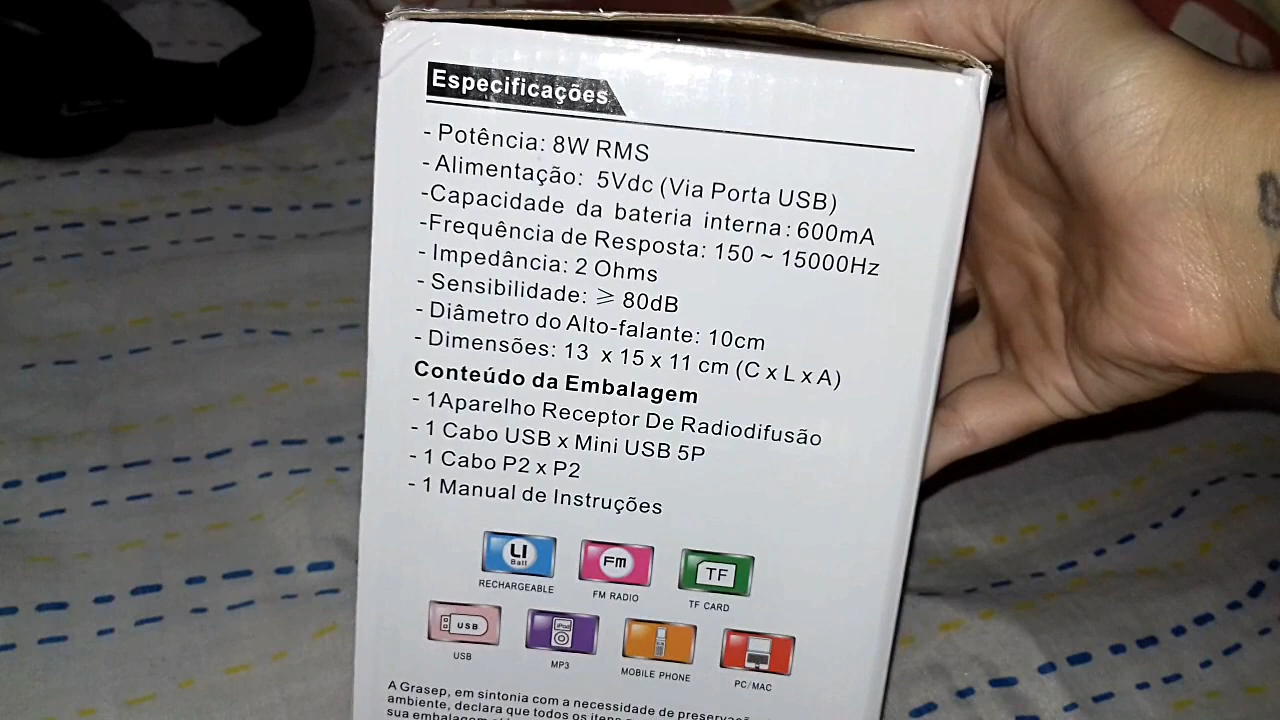 Especificações
- Potência: 8W RMS
- Alimentação: 5Vdc (Via Porta USB)
-Capacidade da bateria interna: 600mA
-Frequência de Resposta: 150 ~ 15000Hz
- Impedância: 2 Ohms
- Sensibilidade: ⩾ 80dB
- Diâmetro do Alto-falante: 10cm
- Dimensões: 13 x 15 x 11 cm (C x L x A)
Conteúdo da Embalagem
- 1Aparelho Receptor De Radiodifusão
- 1 Cabo USB x Mini USB 5P
- 1 Cabo P2 x P2
- 1 Manual de Instruções
LI
Ball
FM
TF
RECHARGEABLE
FM RADIO
TF CARD
USB
iPod
USB
MP3
MOBILE PHONE
PC/MAC
A Grasep, em sintonia com a necessidade de
ambiente, declara que todos os
sua embalagem